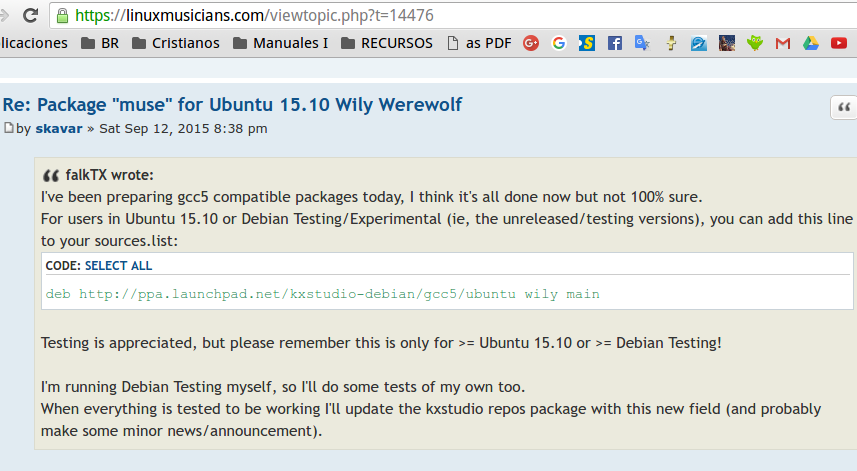 https://linuxmusicians.com/viewtopic.php?t=14476
licaciones BR Cristianos Manuales I RECURSOS as PDF
Re: Package "muse" for Ubuntu 15.10 Wily Werewolf
by skavar » Sat Sep 12, 2015 8:38 pm
falkTX wrote:
I've been preparing gcc5 compatible packages today, I think it's all done now but not 100% sure.
For users in Ubuntu 15.10 or Debian Testing/Experimental (ie, the unreleased/testing versions), you can add this line
to your sources.list:
CODE: SELECT ALL
deb http://ppa.launchpad.net/kxstudio-debian/gcc5/ubuntu wily main
Testing is appreciated, but please remember this is only for >= Ubuntu 15.10 or >= Debian Testing!
I'm running Debian Testing myself, so I'll do some tests of my own too.
When everything is tested to be working I'll update the kxstudio repos package with this new field (and probably
make some minor news/announcement).